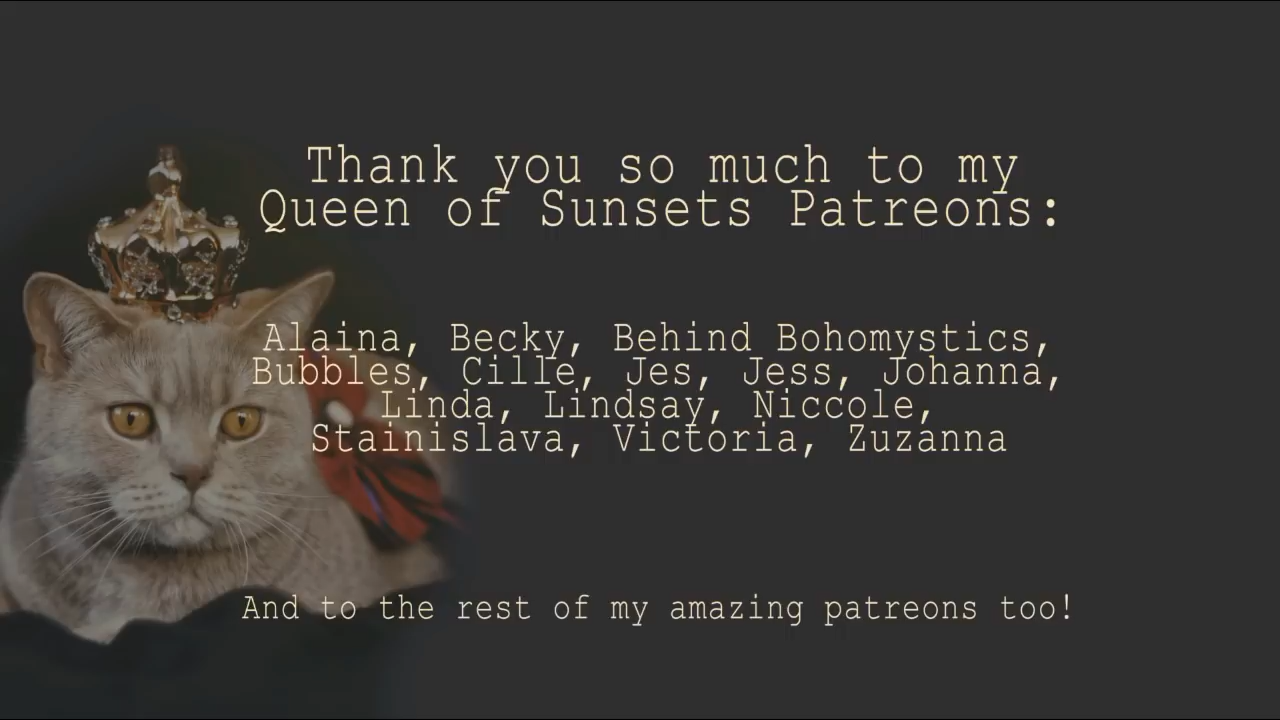 Thank you so much to my
Queen of Sunsets Patreons:
Alaina, Becky, Behind Bohomystics,
Bubbles, Cille, Jes, Jess, Johanna,
Linda, Lindsay, Niccole,
Stainislava, Victoria, Zuzanna
And to the rest of my amazing patreons too!